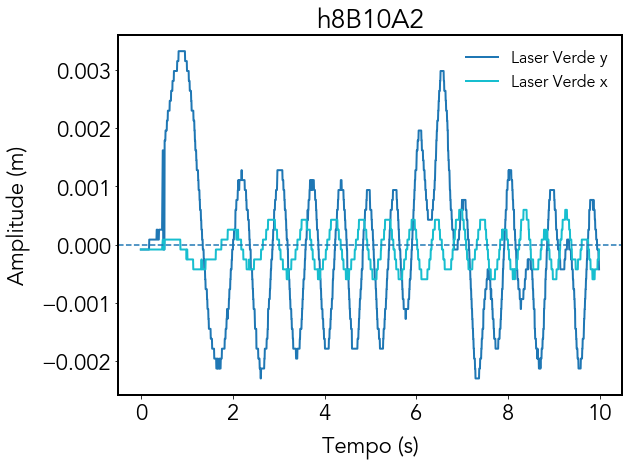 h8B10A2
Laser Verde y
Laser Verde x
Amplitude (m)
0.003
0.002
0.001
0.000
−0.001
−0.002
0 2 4 6 8 10
Tempo (s)